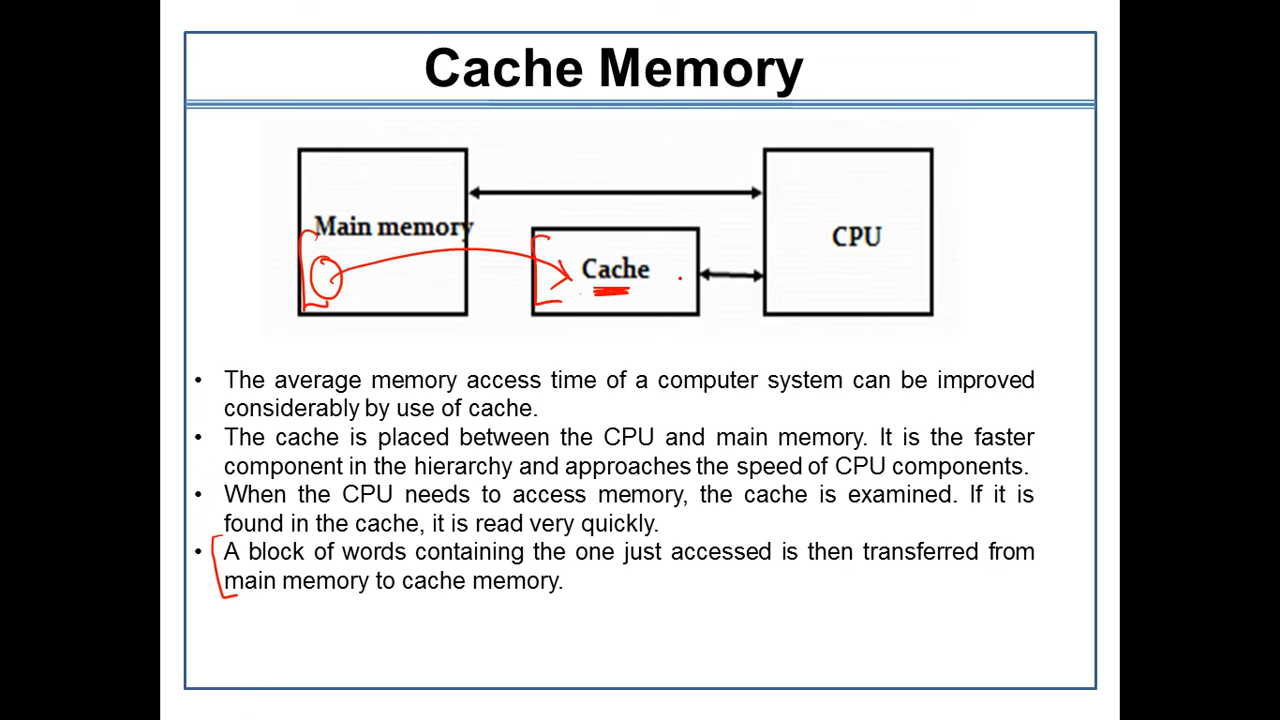 Cache Memory
Main memory
CPU
Cache
• The average memory access time of a computer system can be improved
considerably by use of cache.
• The cache is placed between the CPU and main memory. It is the faster
component in the hierarchy and approaches the speed of CPU components.
• When the CPU needs to access memory, the cache is examined. If it is
found in the cache, it is read very quickly.
• A block of words containing the one just accessed is then transferred from
main memory to cache memory.